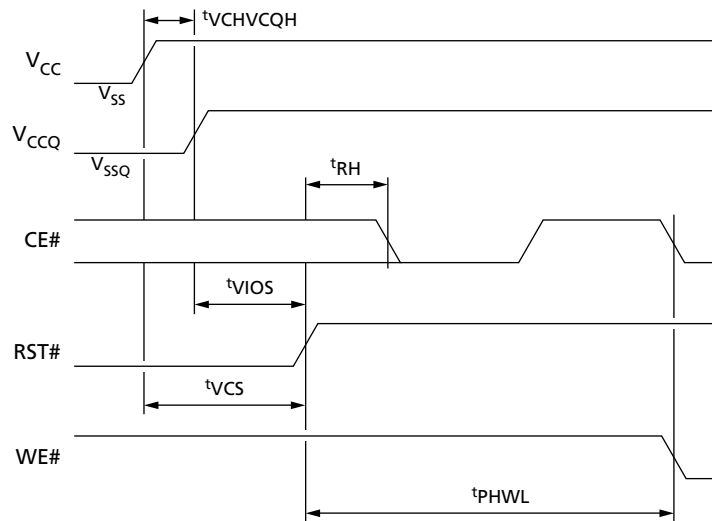 tVCHVCQH
VCC
VSS
VCCQ
VSSQ
tRH
CE#
tVIOS
RST#
tVCS
WE#
tPHWL